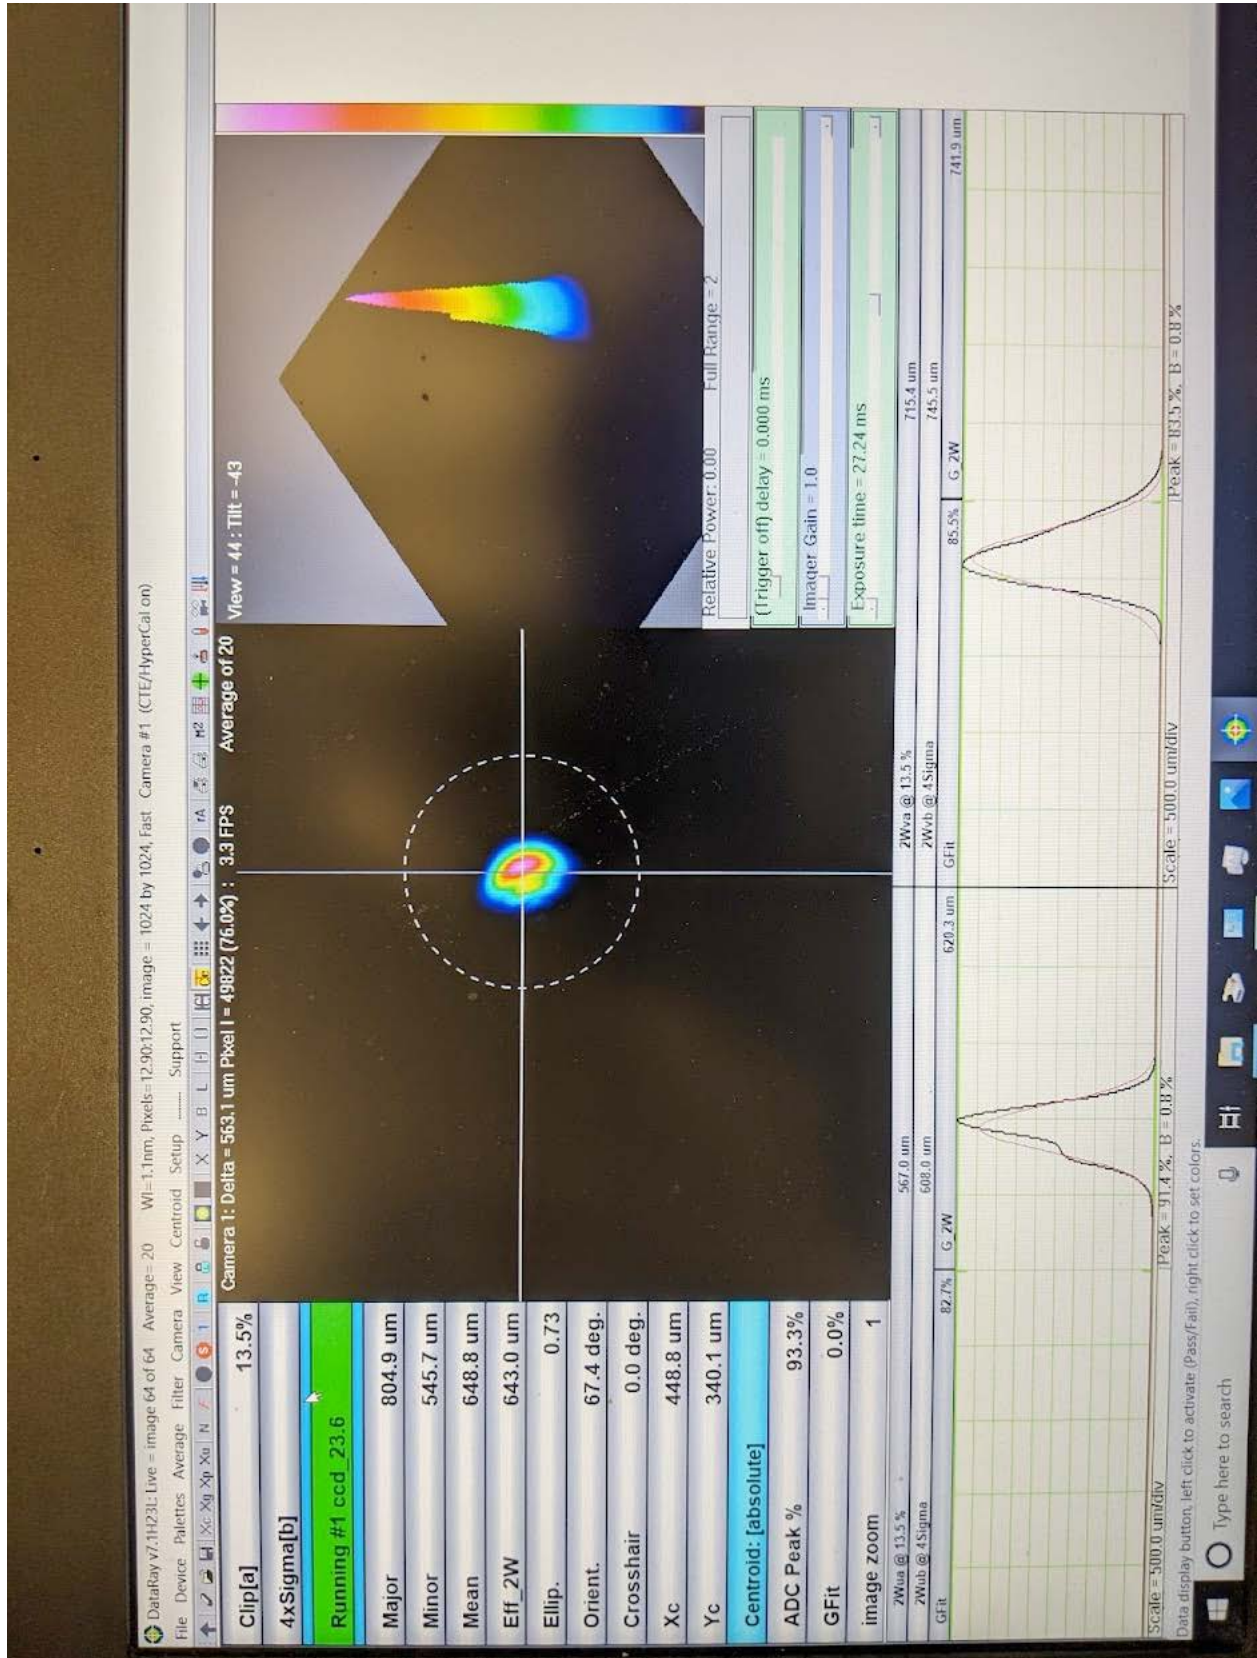 DataRay v7.1H23L: Live = image 64 of 64 Average= 20 Wl=1.1nm, Pixels=12.90:12.90, image = 1024 by 1024, Fast Camera #1 (CTE/HyperCal on)
File Device Palettes Average Filter Camera View Centroid Setup ------- Support
Xc Xg Xp Xu N S 1 R X Y B L [-] [] rA M2
Clip[a] 13.5%
4xSigma[b]
Running #1 ccd_23.6
Major 804.9 um
Minor 545.7 um
Mean 648.8 um
Eff_2W 643.0 um
Ellip. 0.73
Orient. 67.4 deg.
Crosshair 0.0 deg.
Xc 448.8 um
Yc 340.1 um
Centroid: [absolute]
ADC Peak % 93.3%
GFit 0.0%
image zoom 1
Camera 1: Delta = 563.1 um Pixel I = 49822 (76.0%) : 3.3 FPS Average of 20
View = 44 : Tilt = -43
Relative Power: 0.00 Full Range = 2
(Trigger off) delay = 0.000 ms
Imager Gain = 1.0
Exposure time = 27.24 ms
2Wua @ 13.5 % 567.0 um
2Wub @ 4Sigma 608.0 um
GFit 82.7% G_2W 620.3 um
2Wva @ 13.5 % 715.4 um
2Wvb @ 4Sigma 745.5 um
GFit 85.5% G_2W 741.9 um
Scale = 500.0 um/div Peak = 91.4 %, B = 0.8 %
Scale = 500.0 um/div Peak = 83.5 %, B = 0.8 %
Data display button, left click to activate (Pass/Fail), right click to set colors.
Type here to search